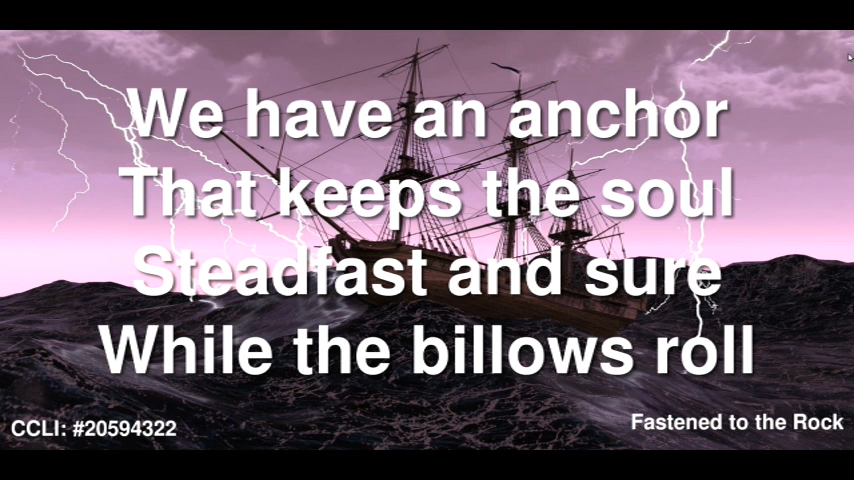 We have an anchor
That keeps the soul
Steadfast and sure
While the billows roll
CCLI: #20594322
Fastened to the Rock